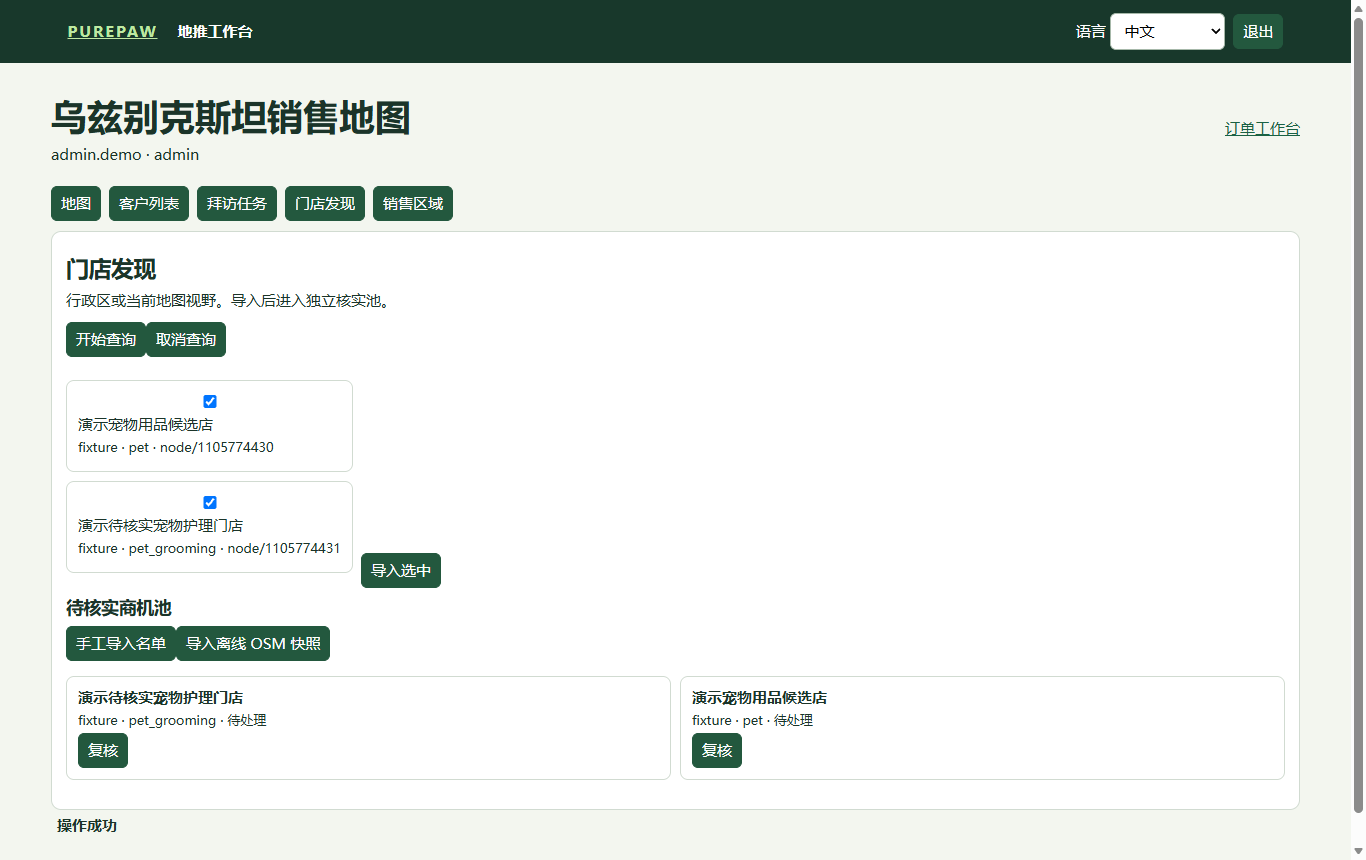 PUREPAW 地推工作台 语言 中文 退出
乌兹别克斯坦销售地图
订单工作台
admin.demo · admin
地图 客户列表 拜访任务 门店发现 销售区域
门店发现
行政区或当前地图视野。导入后进入独立核实池。
开始查询 取消查询
演示宠物用品候选店
fixture · pet · node/1105774430
演示待核实宠物护理门店
fixture · pet_grooming · node/1105774431
导入选中
待核实商机池
手工导入名单 导入离线 OSM 快照
演示待核实宠物护理门店
fixture · pet_grooming · 待处理
复核
演示宠物用品候选店
fixture · pet · 待处理
复核
操作成功